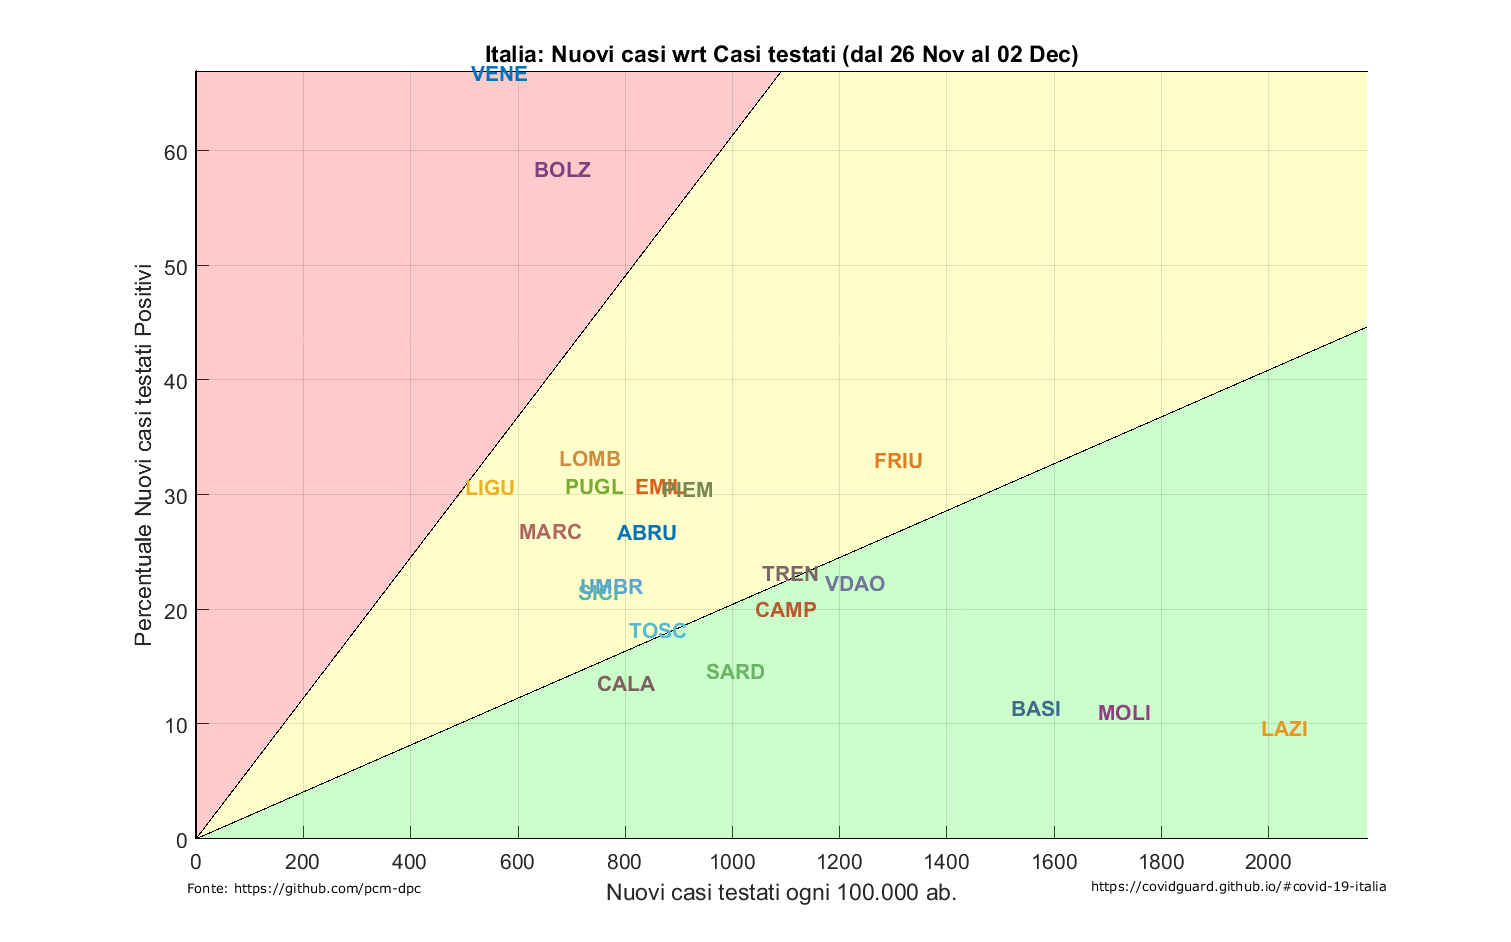 Italia: Nuovi casi wrt Casi testati (dal 26 Nov al 02 Dec)
VENE
60
BOLZ
50
Percentuale Nuovi casi testati Positivi
40
LOMB
FRIU
LIGU
PUGL
EMIL
PIEM
30
MARC
ABRU
TREN
VDAO
UMBR
SICI
20
CAMP
TOSC
SARD
CALA
BASI
MOLI
10
LAZI
0
0 200 400 600 800 1000 1200 1400 1600 1800 2000
Fonte: https://github.com/pcm-dpc
Nuovi casi testati ogni 100.000 ab.
https://covidguard.github.io/#covid-19-italia